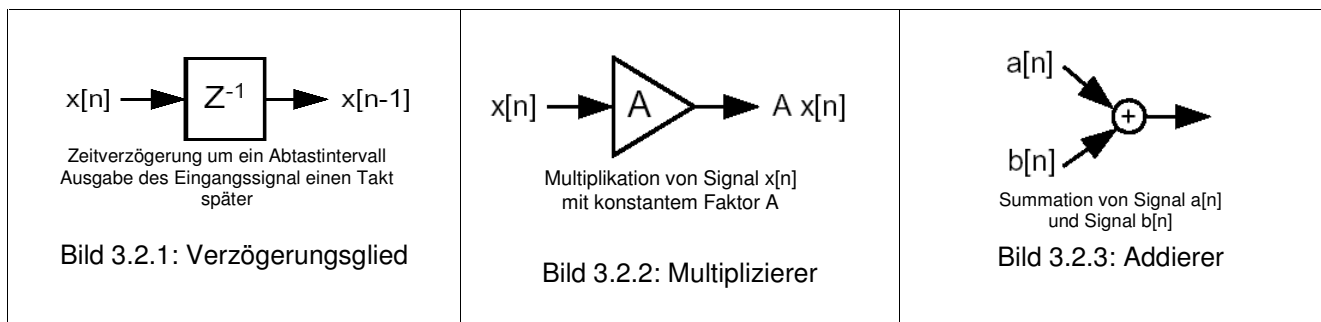 x[n]
Z-1
x[n-1]
Zeitverzögerung um ein Abtastintervall
Ausgabe des Eingangssignal einen Takt
später
Bild 3.2.1: Verzögerungsglied
x[n]
A
A x[n]
Multiplikation von Signal x[n]
mit konstantem Faktor A
Bild 3.2.2: Multiplizierer
a[n]
+
b[n]
Summation von Signal a[n]
und Signal b[n]
Bild 3.2.3: Addierer